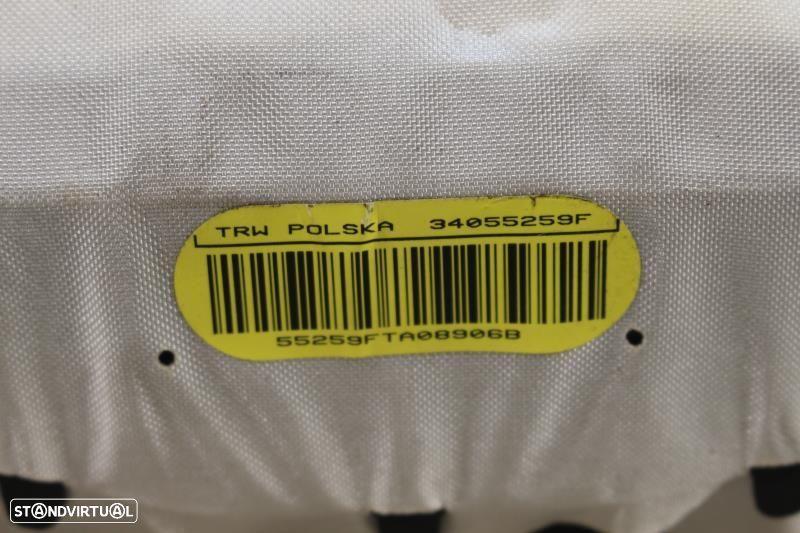 TRW POLSKA 34055259F
55259FTA08906B
STANDVIRTUAL